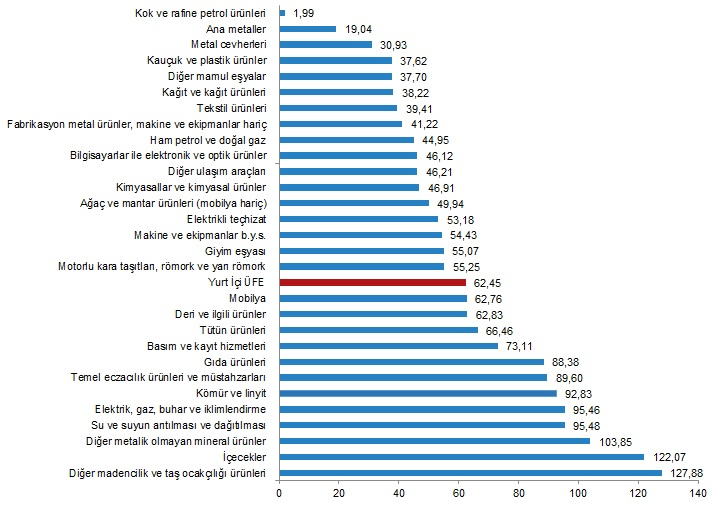 Kok ve rafine petrol ürünleri 1,99
Ana metaller 19,04
Metal cevherleri 30,93
Kauçuk ve plastik ürünler 37,62
Diğer mamul eşyalar 37,70
Kağıt ve kağıt ürünleri 38,22
Tekstil ürünleri 39,41
Fabrikasyon metal ürünler, makine ve ekipmanlar hariç 41,22
Ham petrol ve doğal gaz 44,95
Bilgisayarlar ile elektronik ve optik ürünler 46,12
Diğer ulaşım araçları 46,21
Kimyasallar ve kimyasal ürünler 46,91
Ağaç ve mantar ürünleri (mobilya hariç) 49,94
Elektrikli teçhizat 53,18
Makine ve ekipmanlar b.y.s. 54,43
Giyim eşyası 55,07
Motorlu kara taşıtları, römork ve yarı römork 55,25
Yurt İçi ÜFE 62,45
Mobilya 62,76
Deri ve ilgili ürünler 62,83
Tütün ürünleri 66,46
Basım ve kayıt hizmetleri 73,11
Gıda ürünleri 88,38
Temel eczacılık ürünleri ve müstahzarları 89,60
Kömür ve linyit 92,83
Elektrik, gaz, buhar ve iklimlendirme 95,46
Su ve suyun arıtılması ve dağıtılması 95,48
Diğer metalik olmayan mineral ürünler 103,85
İçecekler 122,07
Diğer madencilik ve taş ocakçılığı ürünleri 127,88
0 20 40 60 80 100 120 140